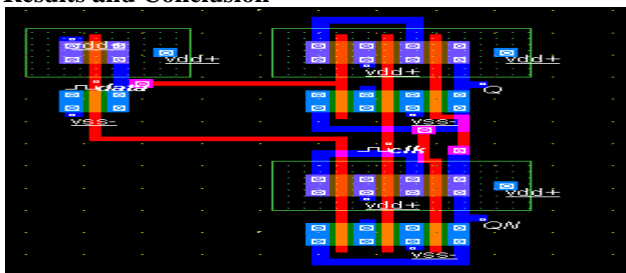 Results and Conclusion
vdd+ vdd+ vdd+
vdd+
data Q
vss- vss-
clk
vdd+
vdd+
QN
vss-